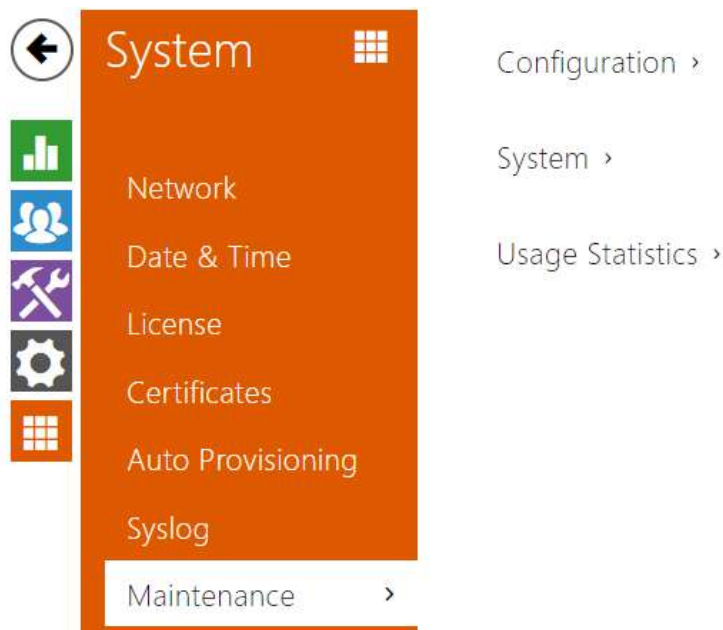 System
Network
Date & Time
License
Certificates
Auto Provisioning
Syslog
Maintenance ›
Configuration ›
System ›
Usage Statistics ›